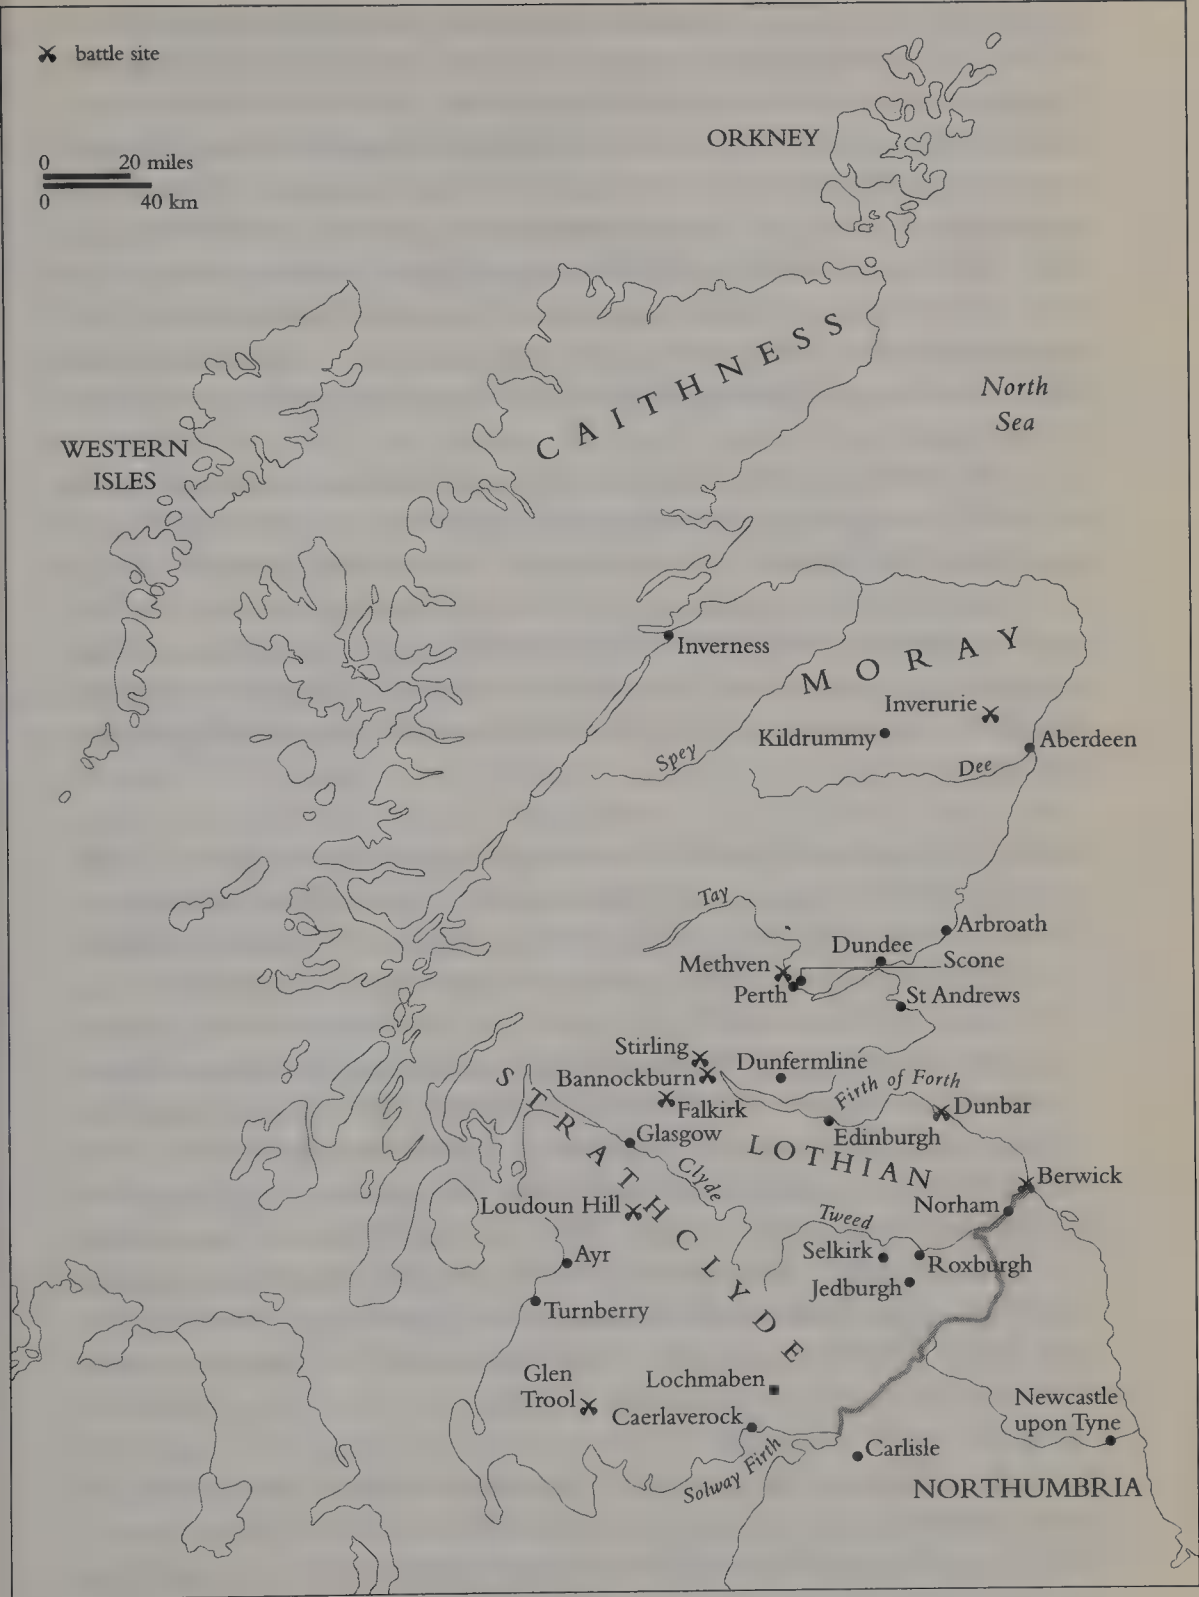 battle site
0 20 miles
0 40 km
ORKNEY
CAITHNESS
North
Sea
WESTERN
ISLES
Inverness
MORAY
Inverurie
Kildrummy
Aberdeen
Spey
Dee
Tay
Arbroath
Dundee
Methven
Scone
Perth
St Andrews
Stirling
Dunfermline
Bannockburn
Firth of Forth
Falkirk
Dunbar
STRATHCLYDE
Glasgow
Edinburgh
LOTHIAN
Clyde
Berwick
Loudoun Hill
Norham
Tweed
Selkirk
Roxburgh
Ayr
Jedburgh
Turnberry
Glen
Trool
Lochmaben
Caerlaverock
Newcastle
upon Tyne
Carlisle
Solway Firth
NORTHUMBRIA